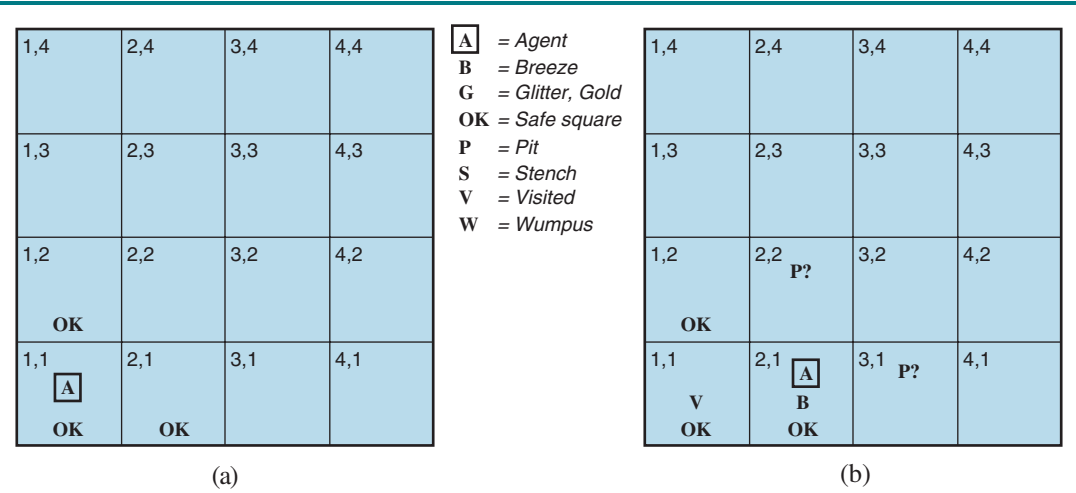 1,4 2,4 3,4 4,4
1,3 2,3 3,3 4,3
1,2 2,2 3,2 4,2
OK
1,1 2,1 3,1 4,1
A
OK OK
(a)
A = Agent
B = Breeze
G = Glitter, Gold
OK = Safe square
P = Pit
S = Stench
V = Visited
W = Wumpus
1,4 2,4 3,4 4,4
1,3 2,3 3,3 4,3
1,2 2,2 3,2 4,2
P?
OK
1,1 2,1 3,1 4,1
A P?
V B
OK OK
(b)